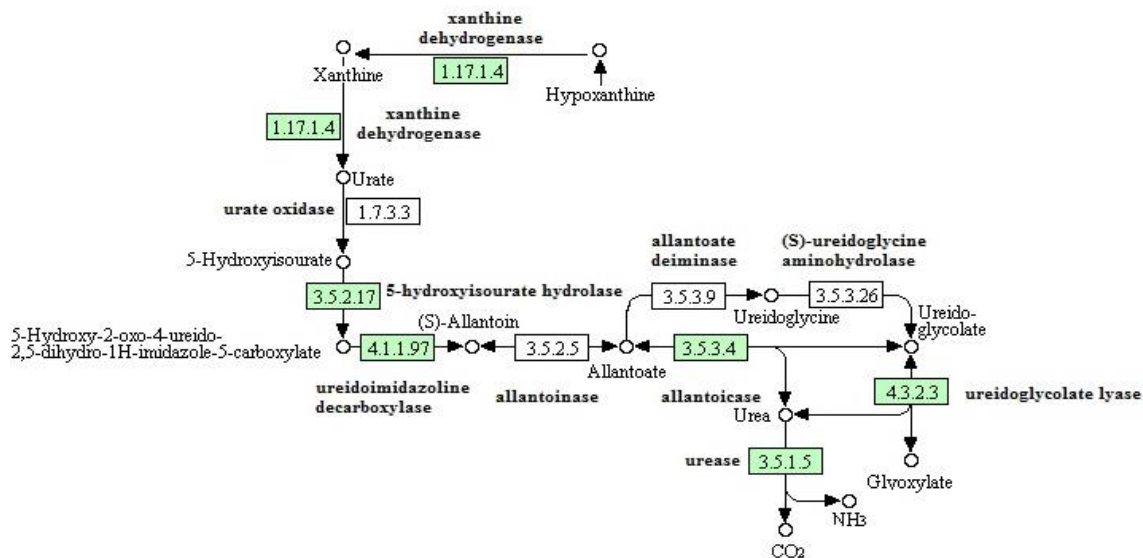 xanthine
dehydrogenase
1.17.1.4
Xanthine
Hypoxanthine
1.17.1.4
xanthine
dehydrogenase
Urate
urate oxidase
1.7.3.3
5-Hydroxyisourate
3.5.2.17
5-hydroxyisourate hydrolase
allantoate
deiminase
(S)-ureidoglycine
aminohydrolase
3.5.3.9
3.5.3.26
Ureidoglycine
Ureido-
glycolate
5-Hydroxy-2-oxo-4-ureido-
2,5-dihydro-1H-imidazole-5-carboxylate
4.1.1.97
(S)-Allantoin
3.5.2.5
Allantoate
3.5.3.4
ureidoimidazoline
decarboxylase
allantoinase
allantoicase
Urea
4.3.2.3
ureidoglycolate lyase
urease
3.5.1.5
Glyoxylate
NH3
CO2